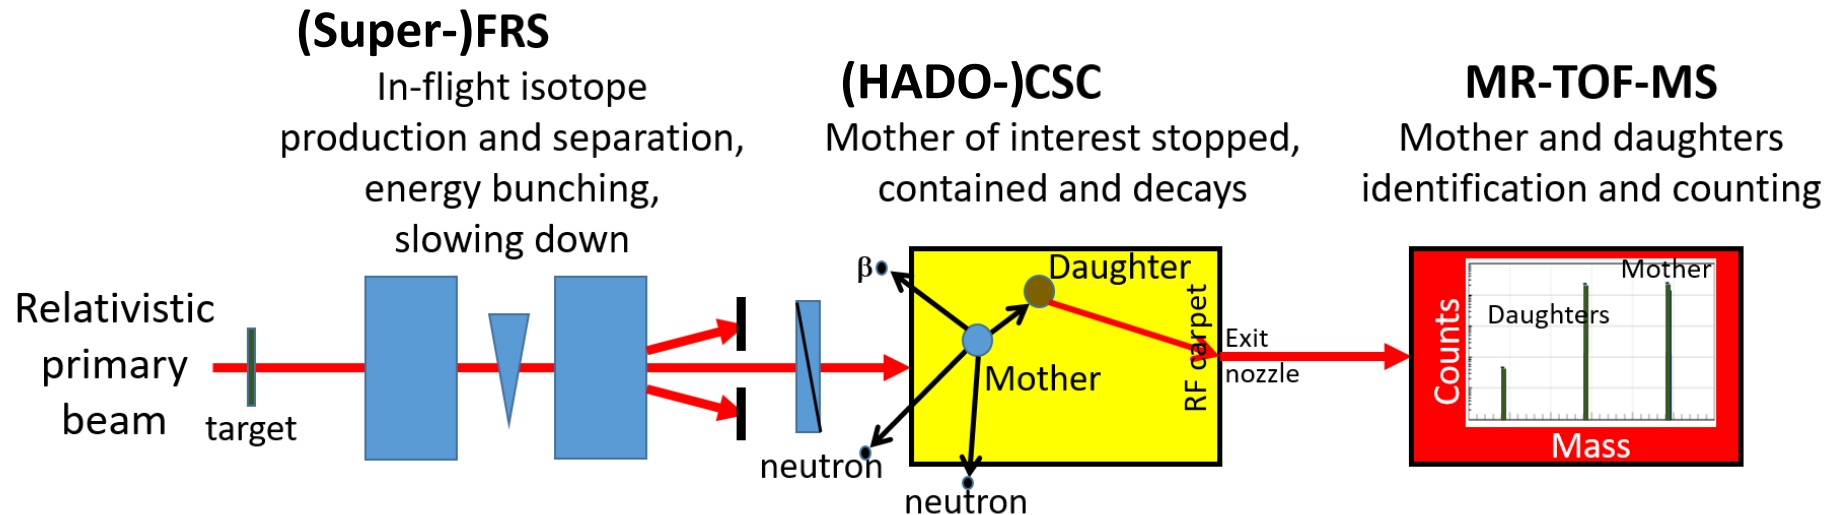 (Super-)FRS
In-flight isotope
production and separation,
energy bunching,
slowing down
(HADO-)CSC
Mother of interest stopped,
contained and decays
MR-TOF-MS
Mother and daughters
identification and counting
Relativistic
primary
beam
target
β
neutron
neutron
Daughter
Mother
RF carpet
Exit
nozzle
Counts
Mother
Daughters
Mass